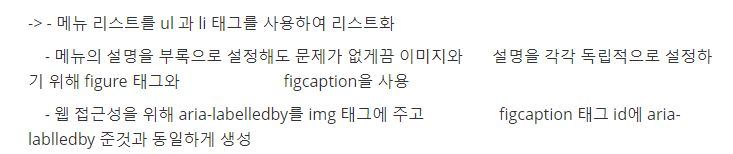 -> - 메뉴 리스트를 ul 과 li 태그를 사용하여 리스트화
- 메뉴의 설명을 부록으로 설정해도 문제가 없게끔 이미지와 설명을 각각 독립적으로 설정하
기 위해 figure 태그와 figcaption을 사용
- 웹 접근성을 위해 aria-labelledby를 img 태그에 주고 figcaption 태그 id에 aria-
lablledby 준것과 동일하게 생성